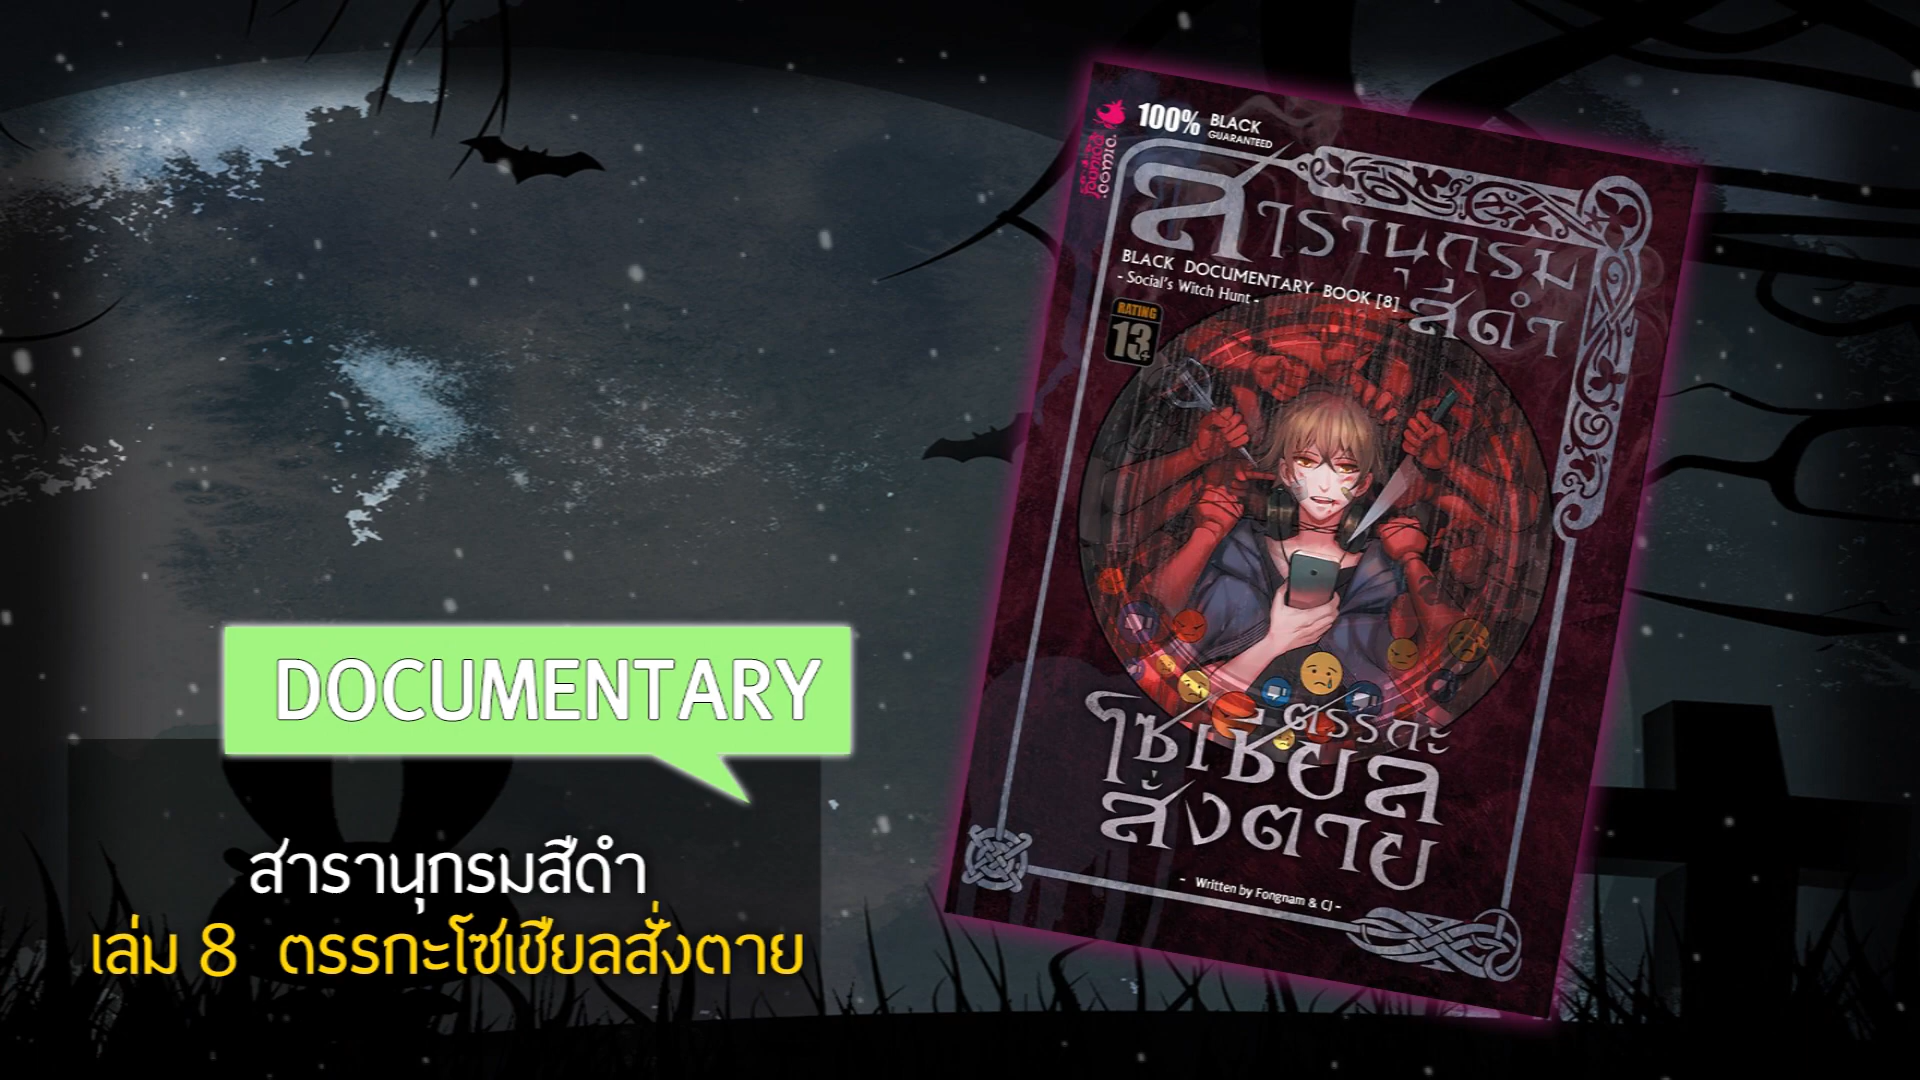 100% BLACK
GUARANTEED
สารานุกรม
สีดำ
BLACK DOCUMENTARY BOOK [8]
- Social's Witch Hunt -
RATING
13+
ตรรกะ
โซเชียล
สั่งตาย
- Written by Fongnam & CJ -
DOCUMENTARY
สารานุกรมสีดำ
เล่ม 8 ตรรกะโซเชียลสั่งตาย